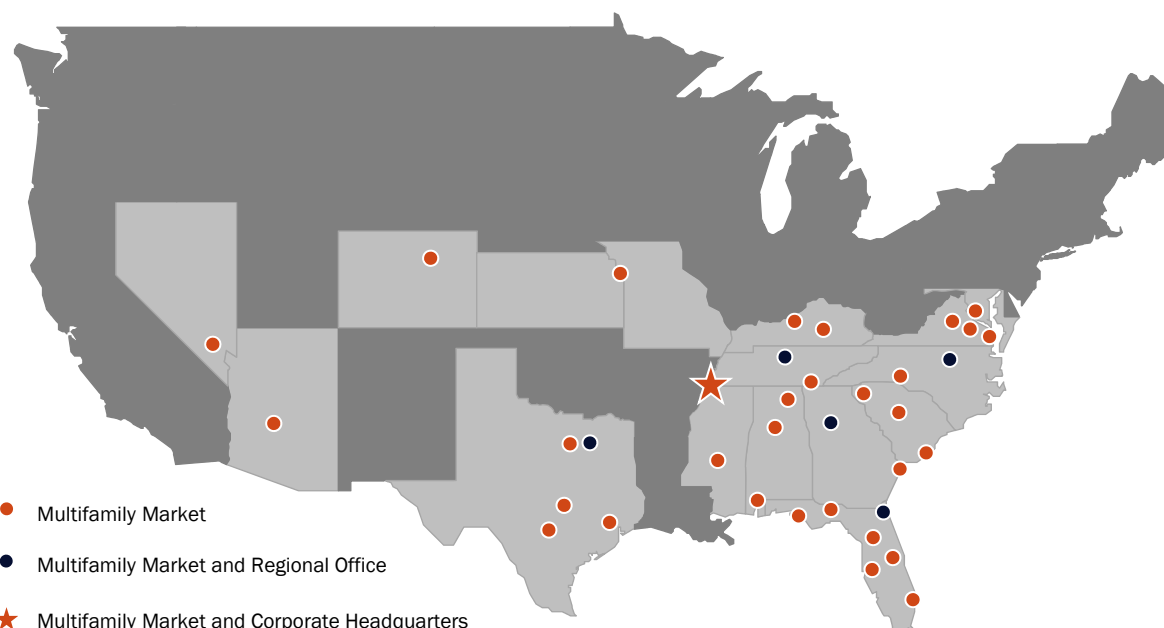 Multifamily Market
Multifamily Market and Regional Office
Multifamily Market and Corporate Headquarters